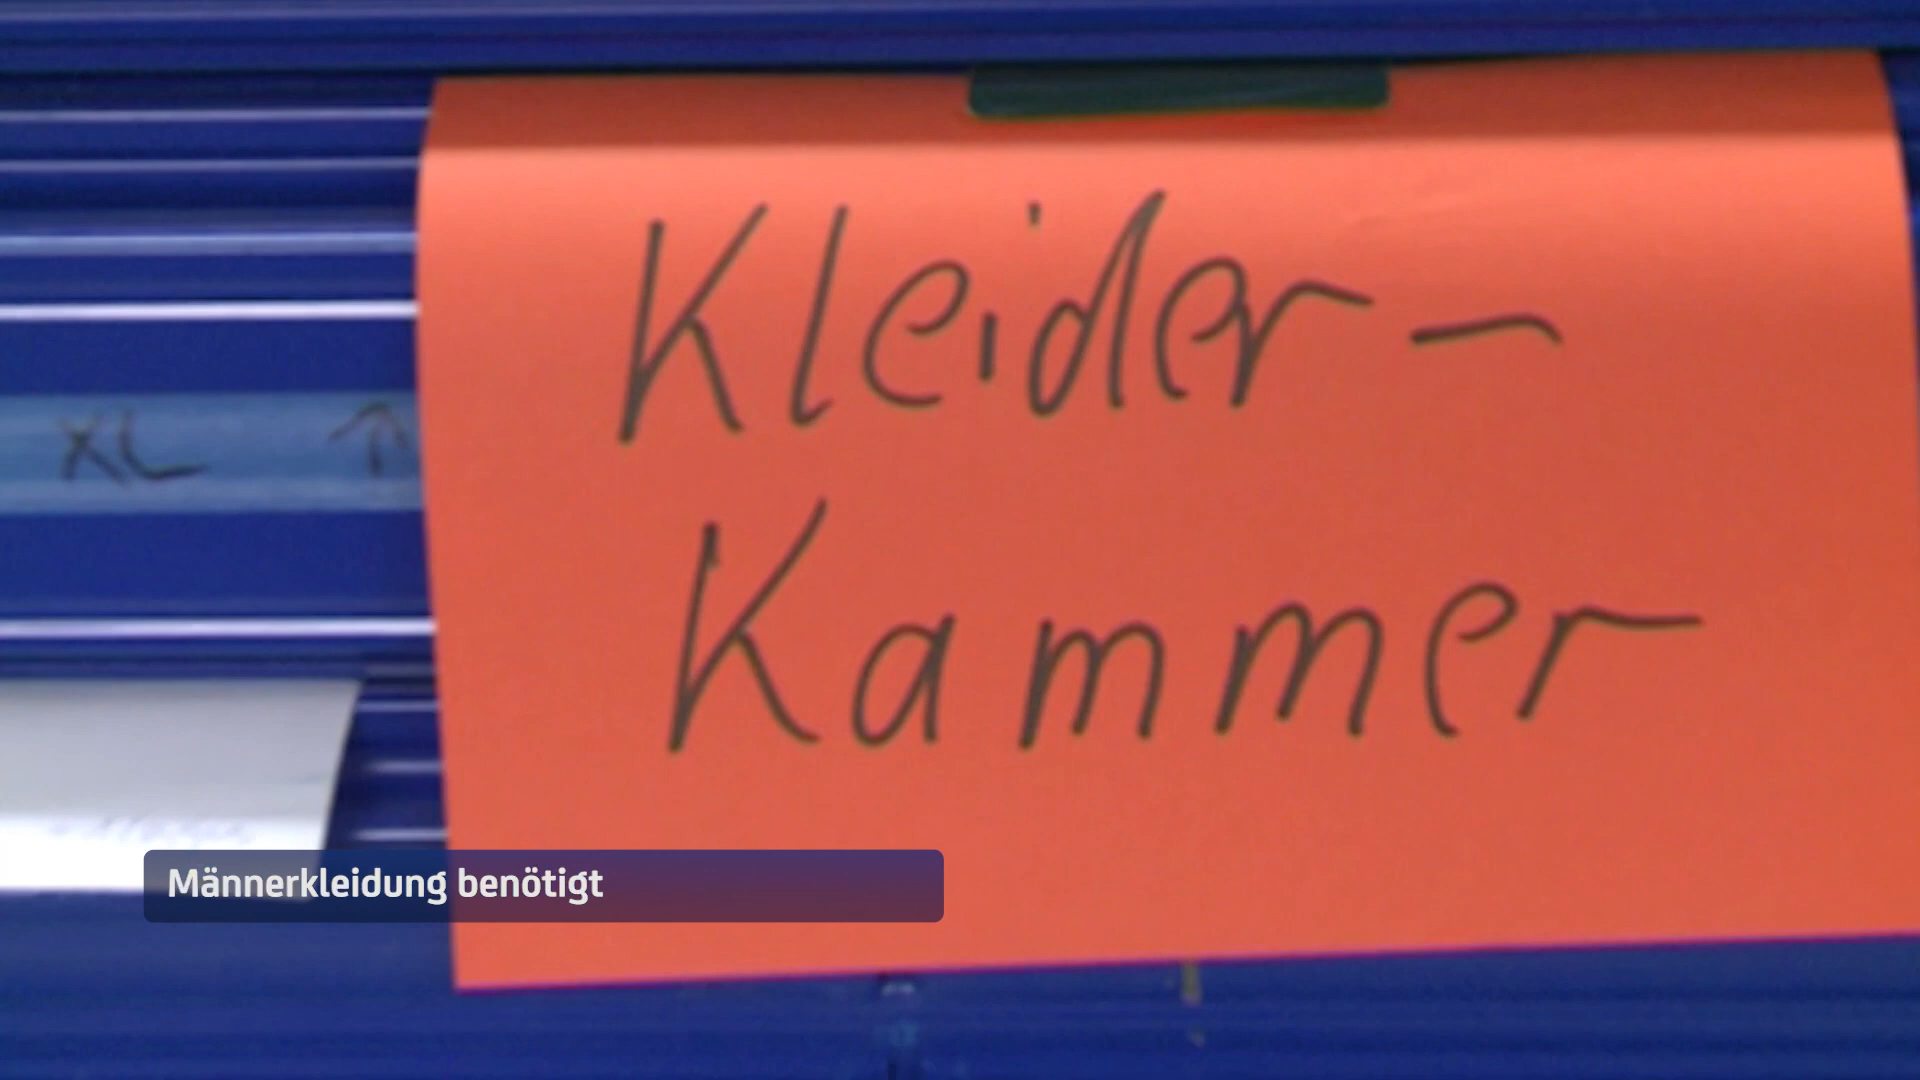 Kleider-
Kammer
XL ↑
Männerkleidung benötigt